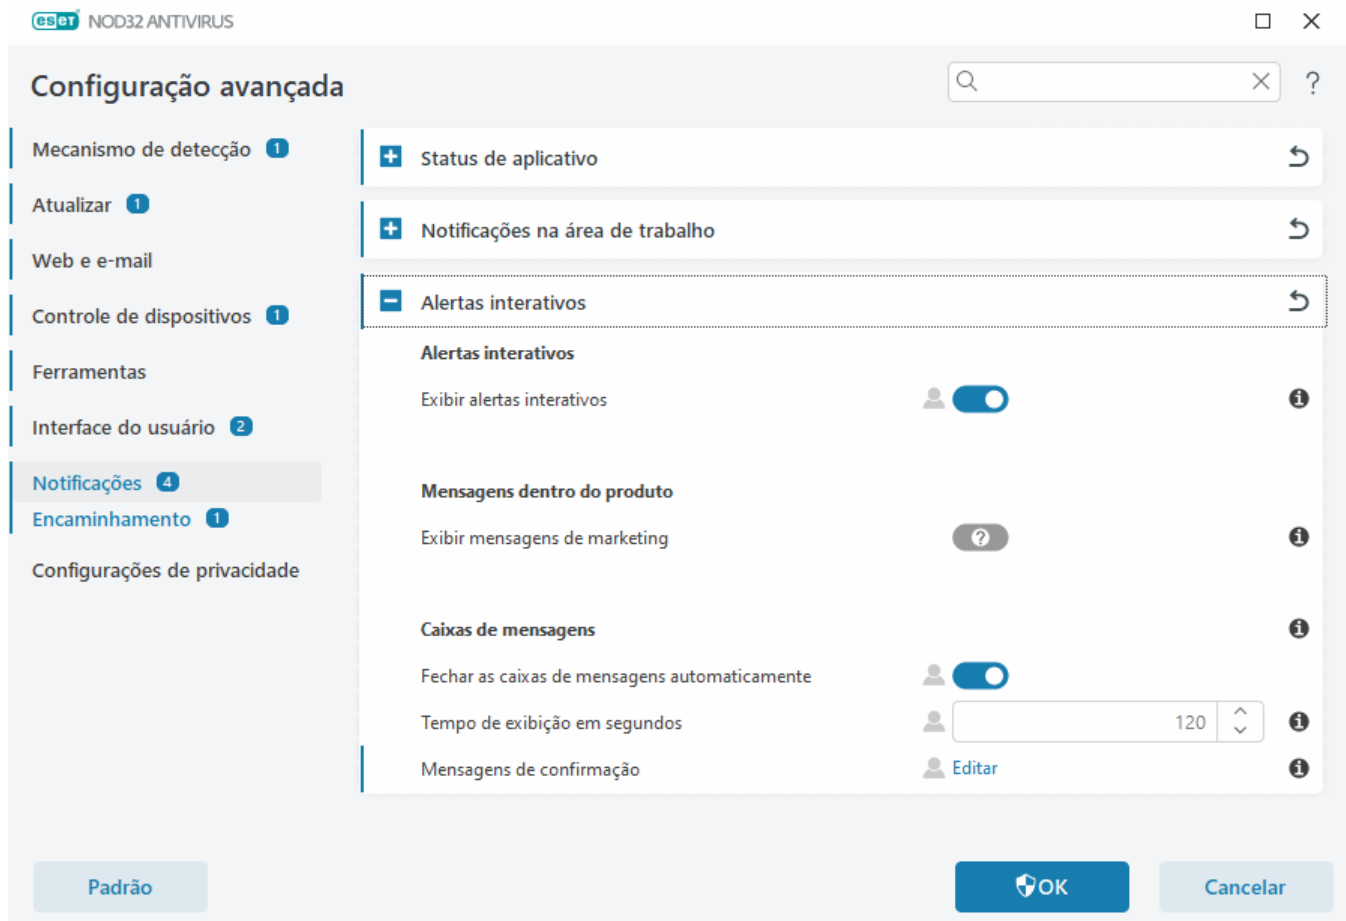 eset NOD32 ANTIVIRUS
Configuração avançada
?
Mecanismo de detecção 1
Atualizar 1
Web e e-mail
Controle de dispositivos 1
Ferramentas
Interface do usuário 2
Notificações 4
Encaminhamento 1
Configurações de privacidade
Status de aplicativo
Notificações na área de trabalho
Alertas interativos
Alertas interativos
Exibir alertas interativos
Mensagens dentro do produto
Exibir mensagens de marketing ?
Caixas de mensagens
Fechar as caixas de mensagens automaticamente
Tempo de exibição em segundos 120
Mensagens de confirmação Editar
Padrão
OK
Cancelar